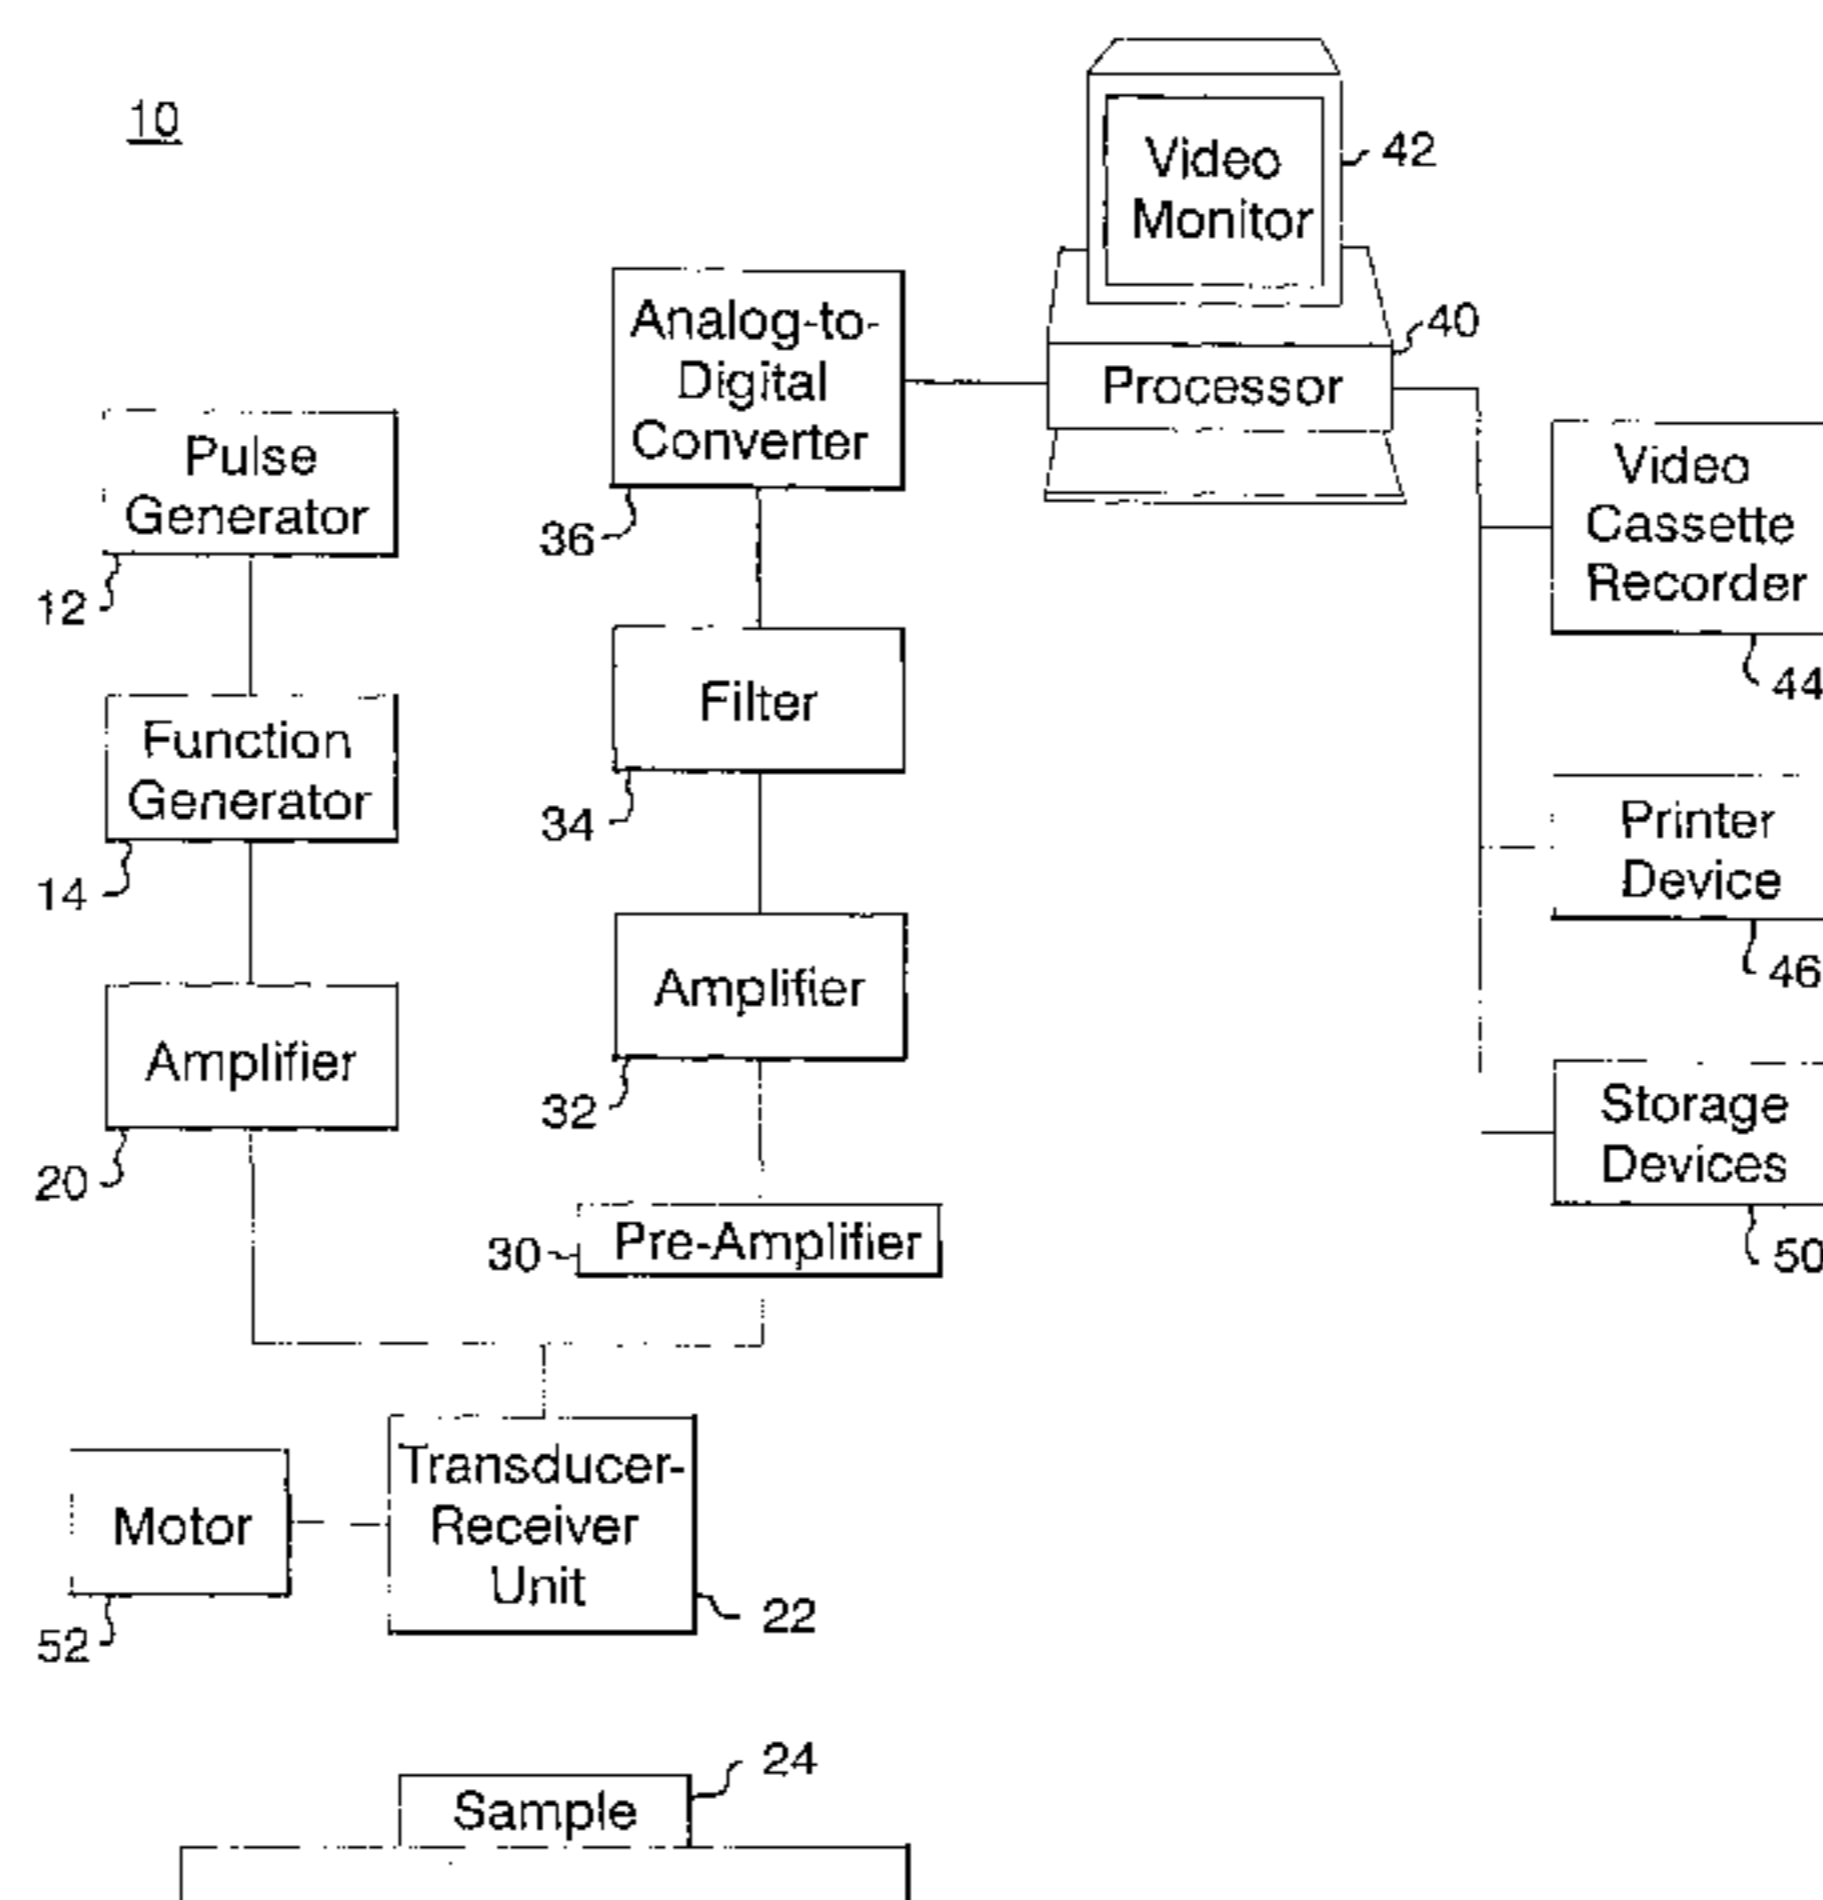 10
Video
Monitor
42
Analog-to-
Digital
Converter
36
40
Processor
Pulse
Generator
12
Video
Cassette
Recorder
44
Filter
34
Function
Generator
14
Printer
Device
46
Amplifier
32
Amplifier
20
Storage
Devices
50
30
Pre-Amplifier
Transducer-
Receiver
Unit
22
Motor
52
24
Sample